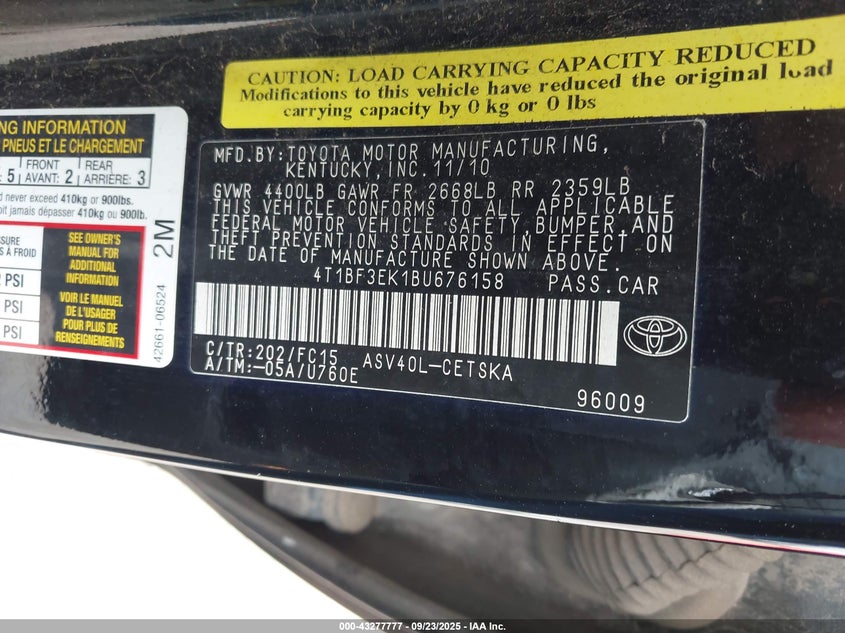 CAUTION: LOAD CARRYING CAPACITY REDUCED
Modifications to this vehicle have reduced the original load
carrying capacity by 0 kg or 0 lbs
NG INFORMATION
PNEUS ET LE CHARGEMENT
5 FRONT AVANT: 2 REAR ARRIÈRE: 3
never exceed 410kg or 900lbs.
jamais dépasser 410kg ou 900lb.
À FROID
PSI
PSI
PSI
SEE OWNER'S
MANUAL FOR
ADDITIONAL
INFORMATION
VOIR LE MANUEL
DE L'USAGER
POUR PLUS DE
RENSEIGNEMENTS
2M
42661-06524
MFD.BY:TOYOTA MOTOR MANUFACTURING,
KENTUCKY,INC.11/10
GVWR 4400LB GAWR FR 2668LB RR 2359LB
THIS VEHICLE CONFORMS TO ALL APPLICABLE
FEDERAL MOTOR VEHICLE SAFETY,BUMPER,AND
THEFT PREVENTION STANDARDS IN EFFECT ON
THE DATE OF MANUFACTURE SHOWN ABOVE.
4T1BF3EK1BU676158 PASS.CAR
C/TR:202/FC15 ASV40L-CETSKA
A/TM:-05A/U760E
96009
000-43277777 - 09/23/2025 - IAA Inc.